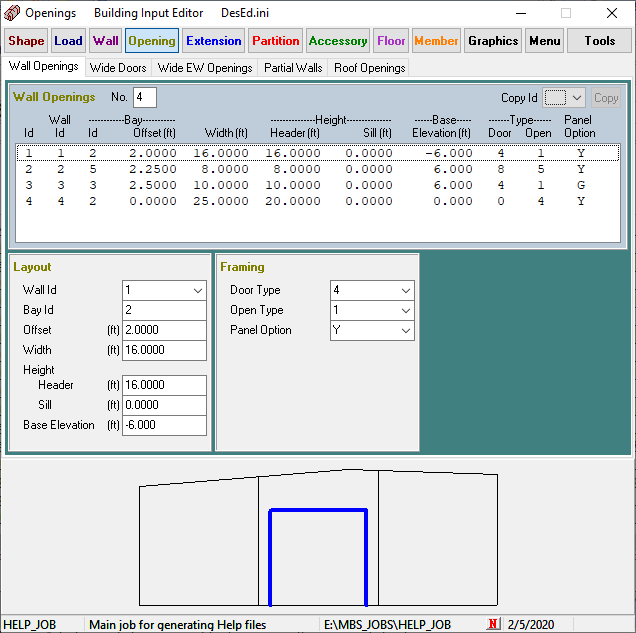 Openings Building Input Editor DesEd.ini
Shape Load Wall Opening Extension Partition Accessory Floor Member Graphics Menu Tools
Wall Openings Wide Doors Wide EW Openings Partial Walls Roof Openings
Wall Openings No. 4 Copy Id Copy
Wall -----------Bay----------- -----------Height----------- ------Base------ ------Type------ Panel
Id Id Id Offset (ft) Width (ft) Header (ft) Sill (ft) Elevation (ft) Door Open Option
1 1 2 2.0000 16.0000 16.0000 0.0000 -6.000 4 1 Y
2 2 5 2.2500 8.0000 8.0000 0.0000 6.000 8 5 Y
3 3 3 2.5000 10.0000 10.0000 0.0000 6.000 4 1 G
4 4 2 0.0000 25.0000 20.0000 0.0000 0.000 0 4 Y
Layout
Wall Id 1
Bay Id 2
Offset (ft) 2.0000
Width (ft) 16.0000
Height
Header (ft) 16.0000
Sill (ft) 0.0000
Base Elevation (ft) -6.000
Framing
Door Type 4
Open Type 1
Panel Option Y
HELP_JOB Main job for generating Help files E:\MBS_JOBS\HELP_JOB N 2/5/2020